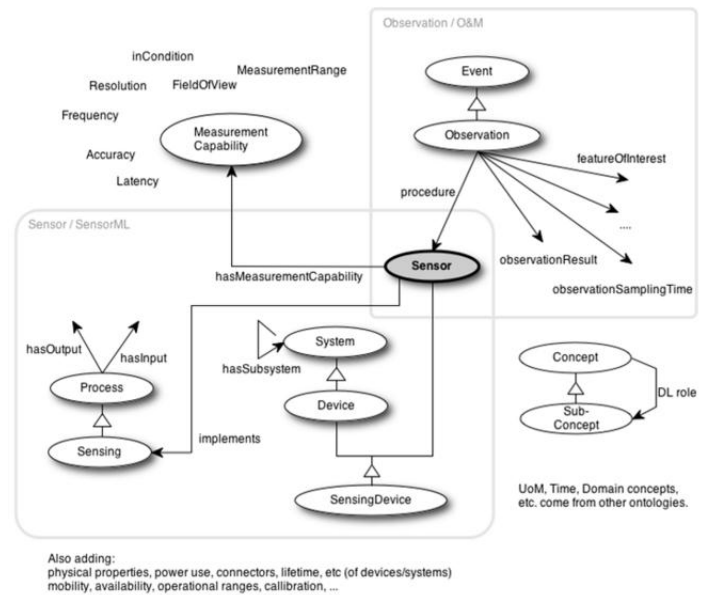 Observation / O&M
inCondition
MeasurementRange
Resolution
FieldOfView
Event
Frequency
Measurement
Capability
Observation
Accuracy
featureOfInterest
Latency
procedure
....
Sensor / SensorML
observationResult
Sensor
hasMeasurementCapability
observationSamplingTime
hasOutput
hasInput
System
hasSubsystem
Concept
Process
Device
DL role
Sub-
Concept
Sensing
implements
SensingDevice
UoM, Time, Domain concepts,
etc. come from other ontologies.
Also adding:
physical properties, power use, connectors, lifetime, etc (of devices/systems)
mobility, availability, operational ranges, callibration, ...